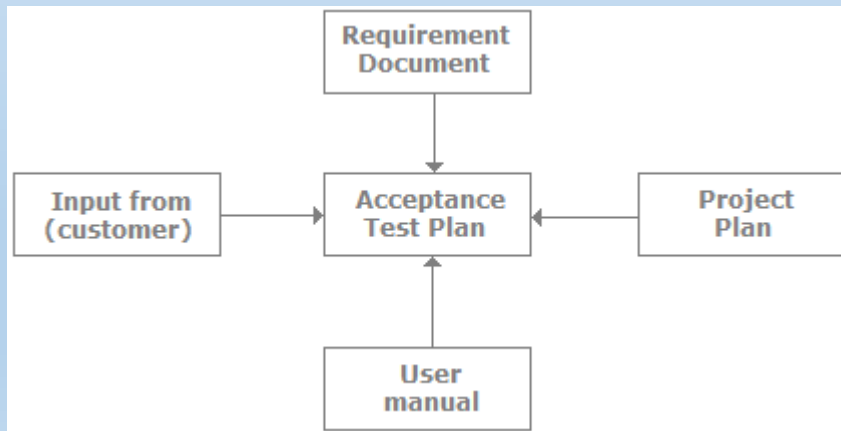 Requirement
Document
Input from
(customer)
Acceptance
Test Plan
Project
Plan
User
manual